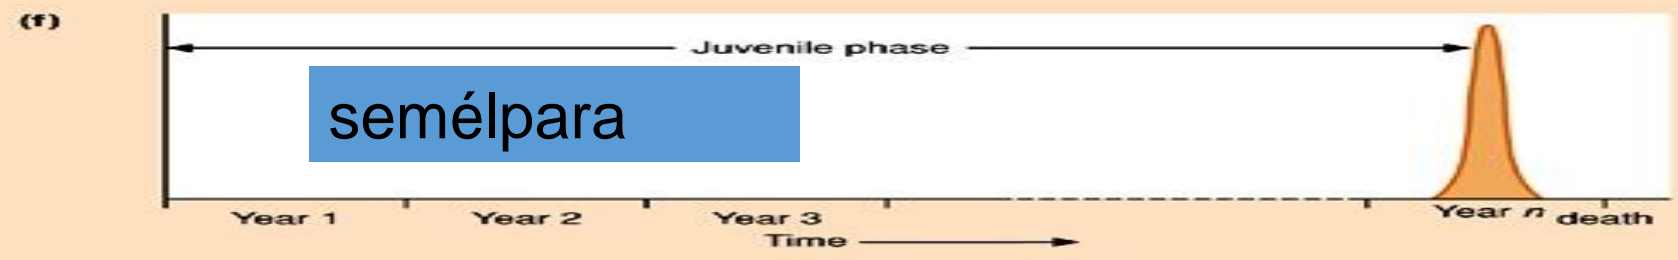 (f)
Juvenile phase
semélpara
Year 1 Year 2 Year 3 Year n death
Time